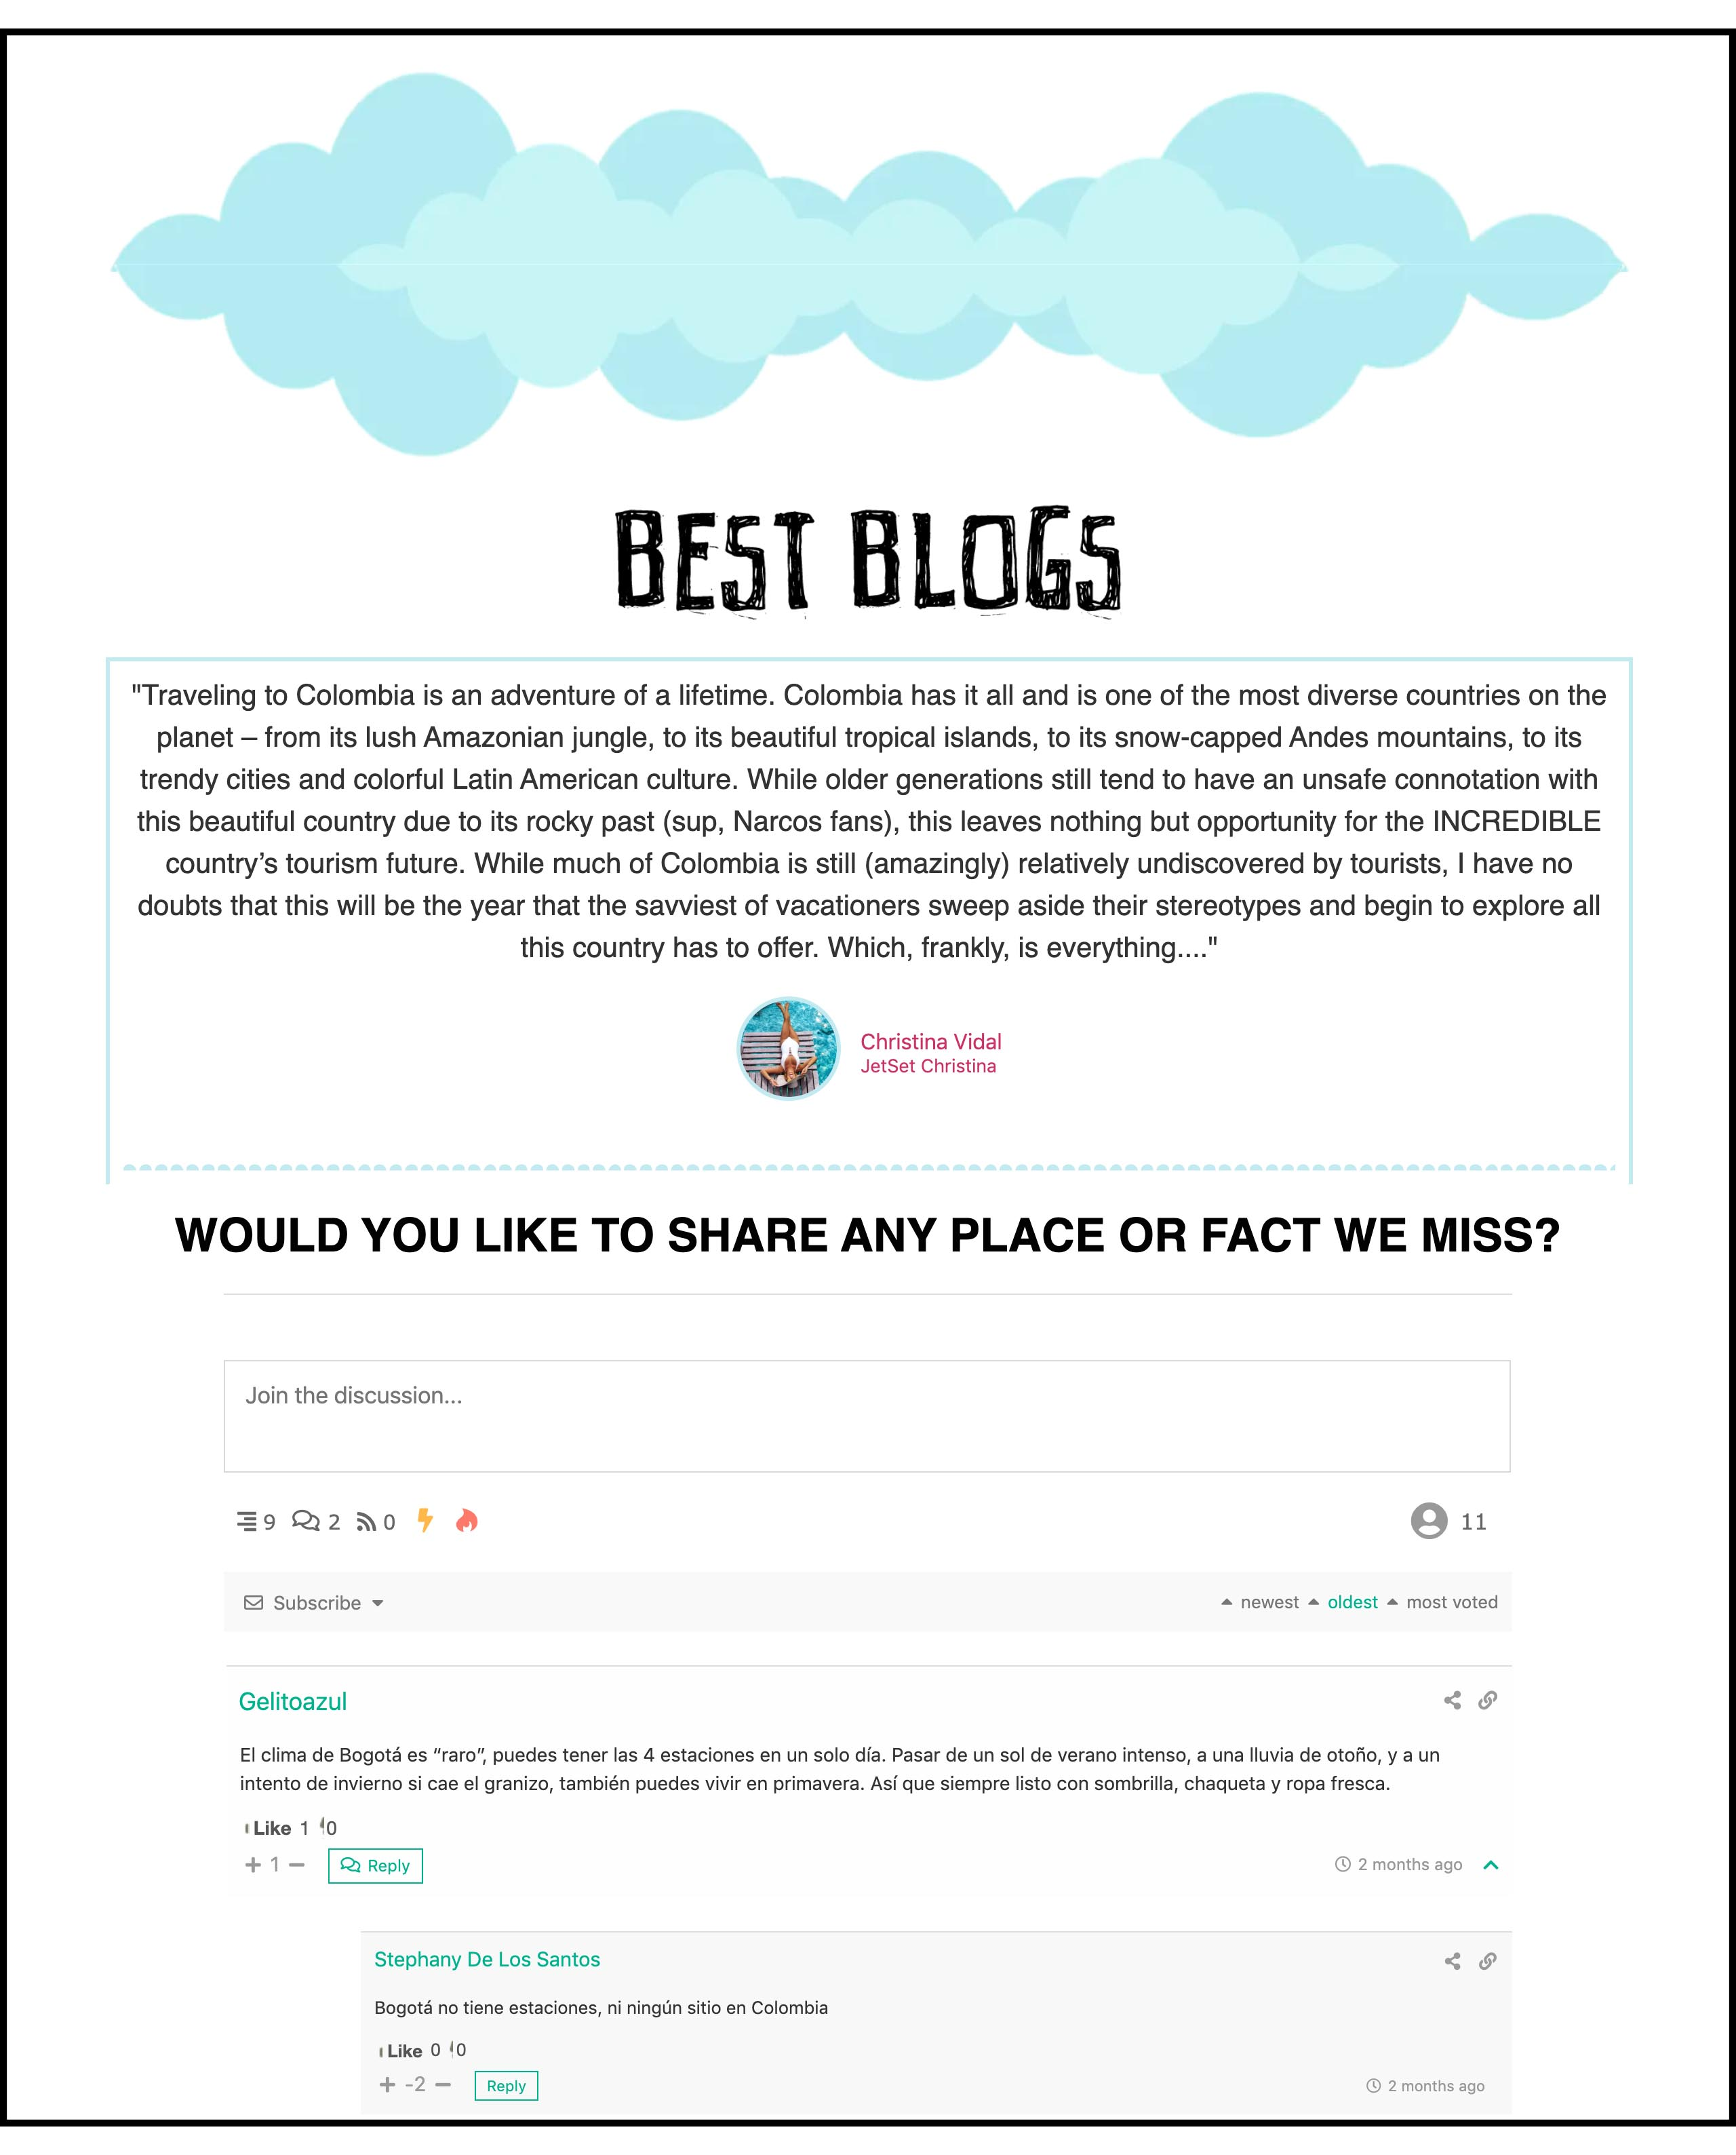 BEST BLOGS
"Traveling to Colombia is an adventure of a lifetime. Colombia has it all and is one of the most diverse countries on the
planet – from its lush Amazonian jungle, to its beautiful tropical islands, to its snow-capped Andes mountains, to its
trendy cities and colorful Latin American culture. While older generations still tend to have an unsafe connotation with
this beautiful country due to its rocky past (sup, Narcos fans), this leaves nothing but opportunity for the INCREDIBLE
country’s tourism future. While much of Colombia is still (amazingly) relatively undiscovered by tourists, I have no
doubts that this will be the year that the savviest of vacationers sweep aside their stereotypes and begin to explore all
this country has to offer. Which, frankly, is everything...."
Christina Vidal
JetSet Christina
WOULD YOU LIKE TO SHARE ANY PLACE OR FACT WE MISS?
Join the discussion...
9 2 0 11
Subscribe newest oldest most voted
Gelitoazul
El clima de Bogotá es “raro”, puedes tener las 4 estaciones en un solo día. Pasar de un sol de verano intenso, a una lluvia de otoño, y a un
intento de invierno si cae el granizo, también puedes vivir en primavera. Así que siempre listo con sombrilla, chaqueta y ropa fresca.
Like 1 0
+ 1 − Reply 2 months ago
Stephany De Los Santos
Bogotá no tiene estaciones, ni ningún sitio en Colombia
Like 0 0
+ -2 − Reply 2 months ago